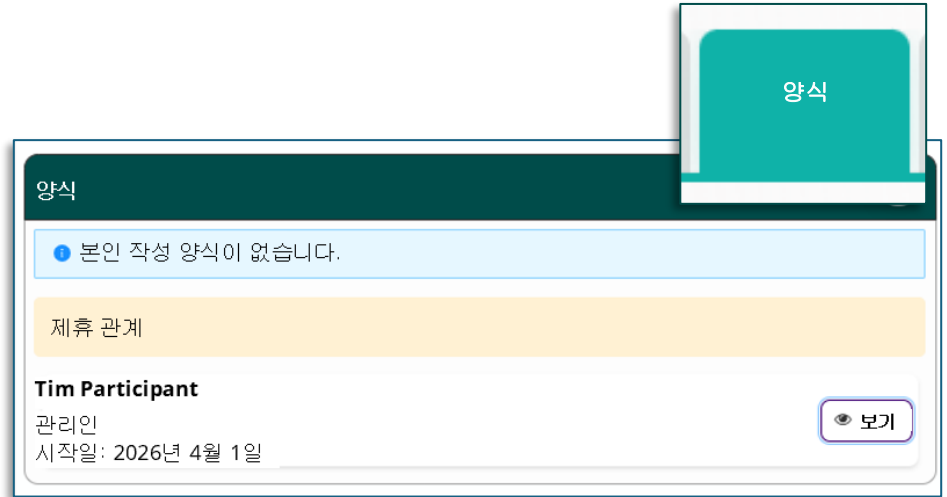 양식
양식
본인 작성 양식이 없습니다.
제휴 관계
Tim Participant
관리인
시작일: 2026년 4월 1일
보기